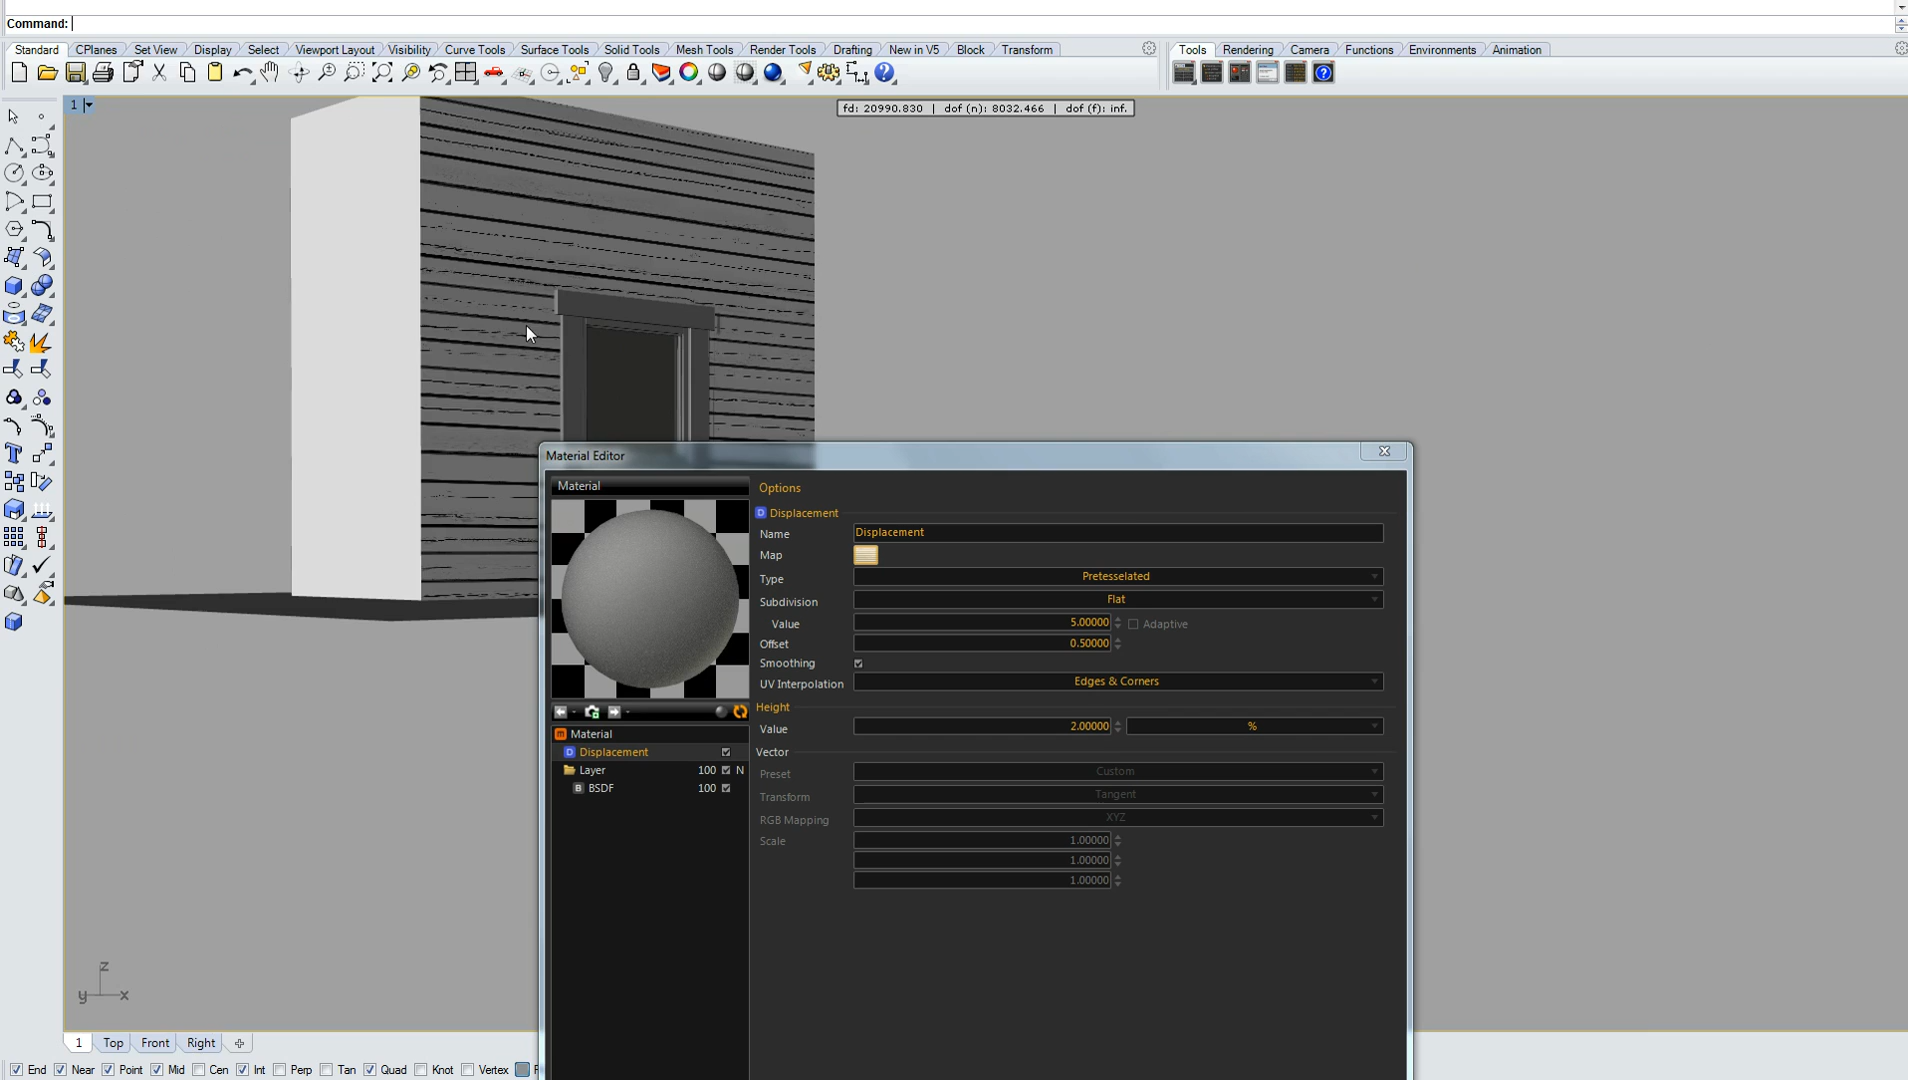 Command:
Standard CPlanes Set View Display Select Viewport Layout Visibility Curve Tools Surface Tools Solid Tools Mesh Tools Render Tools Drafting New in V5 Block Transform Tools Rendering Camera Functions Environments Animation
1
fd: 20990.830 | dof (n): 8032.466 | dof (f): inf.
Material Editor
Material
Options
D Displacement
Name Displacement
Map
Type Pretesselated
Subdivision Flat
Value 5.00000 Adaptive
Offset 0.50000
Smoothing
UV Interpolation Edges & Corners
Height
Value 2.00000 %
Vector
Preset Custom
Transform Tangent
RGB Mapping XYZ
Scale 1.00000
1.00000
1.00000
m Material
D Displacement
Layer 100 N
B BSDF 100
z
y x
1 Top Front Right
End Near Point Mid Cen Int Perp Tan Quad Knot Vertex